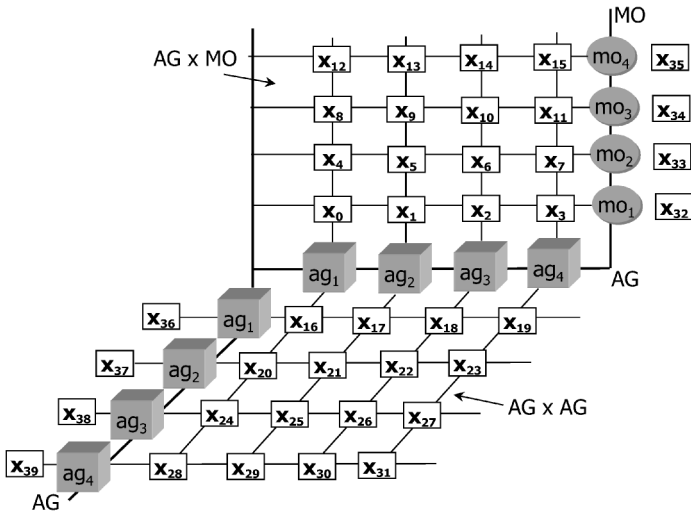 MO
AG x MO
x₁₂ x₁₃ x₁₄ x₁₅ mo₄ x₃₅
x₈ x₉ x₁₀ x₁₁ mo₃ x₃₄
x₄ x₅ x₆ x₇ mo₂ x₃₃
x₀ x₁ x₂ x₃ mo₁ x₃₂
ag₁ ag₂ ag₃ ag₄ AG
x₃₆ ag₁ x₁₆ x₁₇ x₁₈ x₁₉
x₃₇ ag₂ x₂₀ x₂₁ x₂₂ x₂₃
x₃₈ ag₃ x₂₄ x₂₅ x₂₆ x₂₇ AG x AG
x₃₉ ag₄ x₂₈ x₂₉ x₃₀ x₃₁
AG